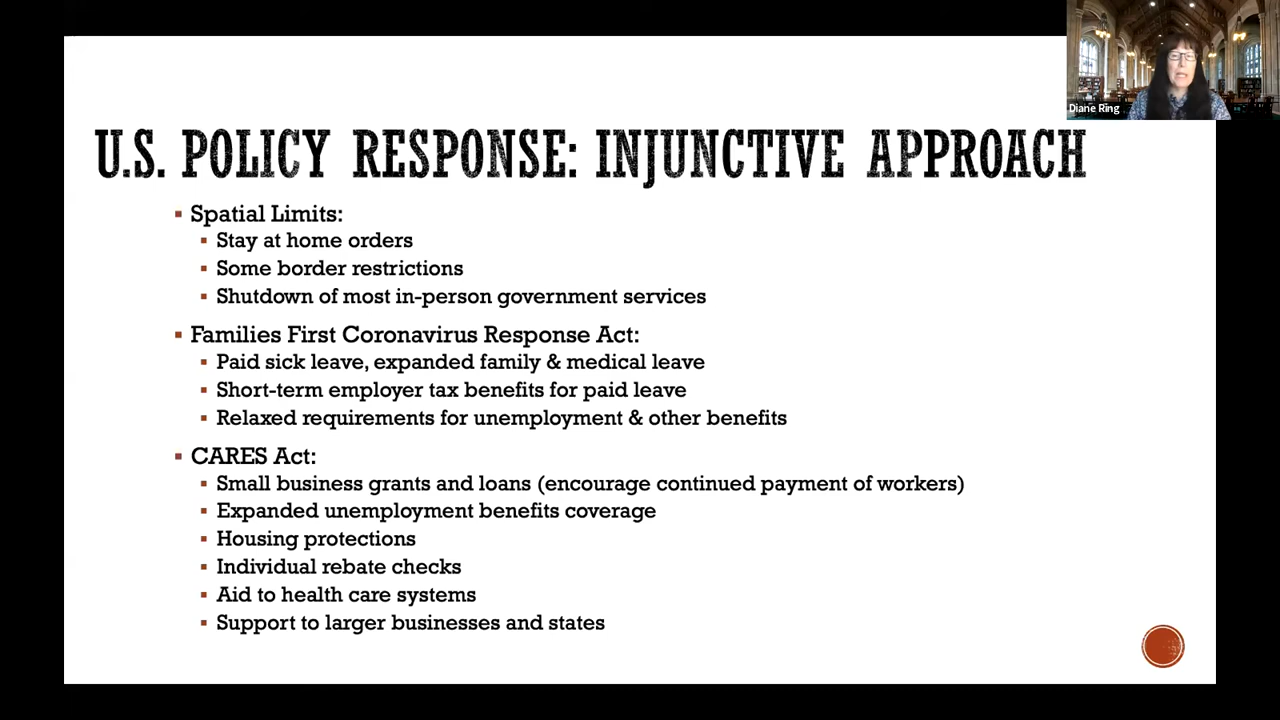 Diane Ring
U.S. POLICY RESPONSE: INJUNCTIVE APPROACH
Spatial Limits:
Stay at home orders
Some border restrictions
Shutdown of most in-person government services
Families First Coronavirus Response Act:
Paid sick leave, expanded family & medical leave
Short-term employer tax benefits for paid leave
Relaxed requirements for unemployment & other benefits
CARES Act:
Small business grants and loans (encourage continued payment of workers)
Expanded unemployment benefits coverage
Housing protections
Individual rebate checks
Aid to health care systems
Support to larger businesses and states